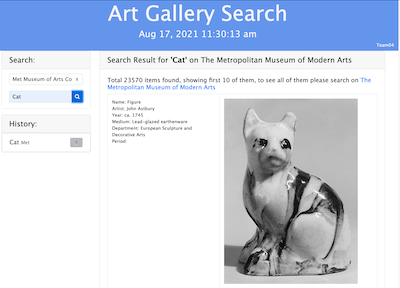 Art Gallery Search
Aug 17, 2021 11:30:13 am
Team04
Search:
Met Museum of Arts Co
Cat
History:
Cat Met
Search Result for 'Cat' on The Metropolitan Museum of Modern Arts
Total 23570 items found, showing first 10 of them, to see all of them please search on The
Metropolitan Museum of Modern Arts
Name: Figure
Artist: John Astbury
Year: ca. 1745
Medium: Lead-glazed earthenware
Department: European Sculpture and
Decorative Arts
Period: